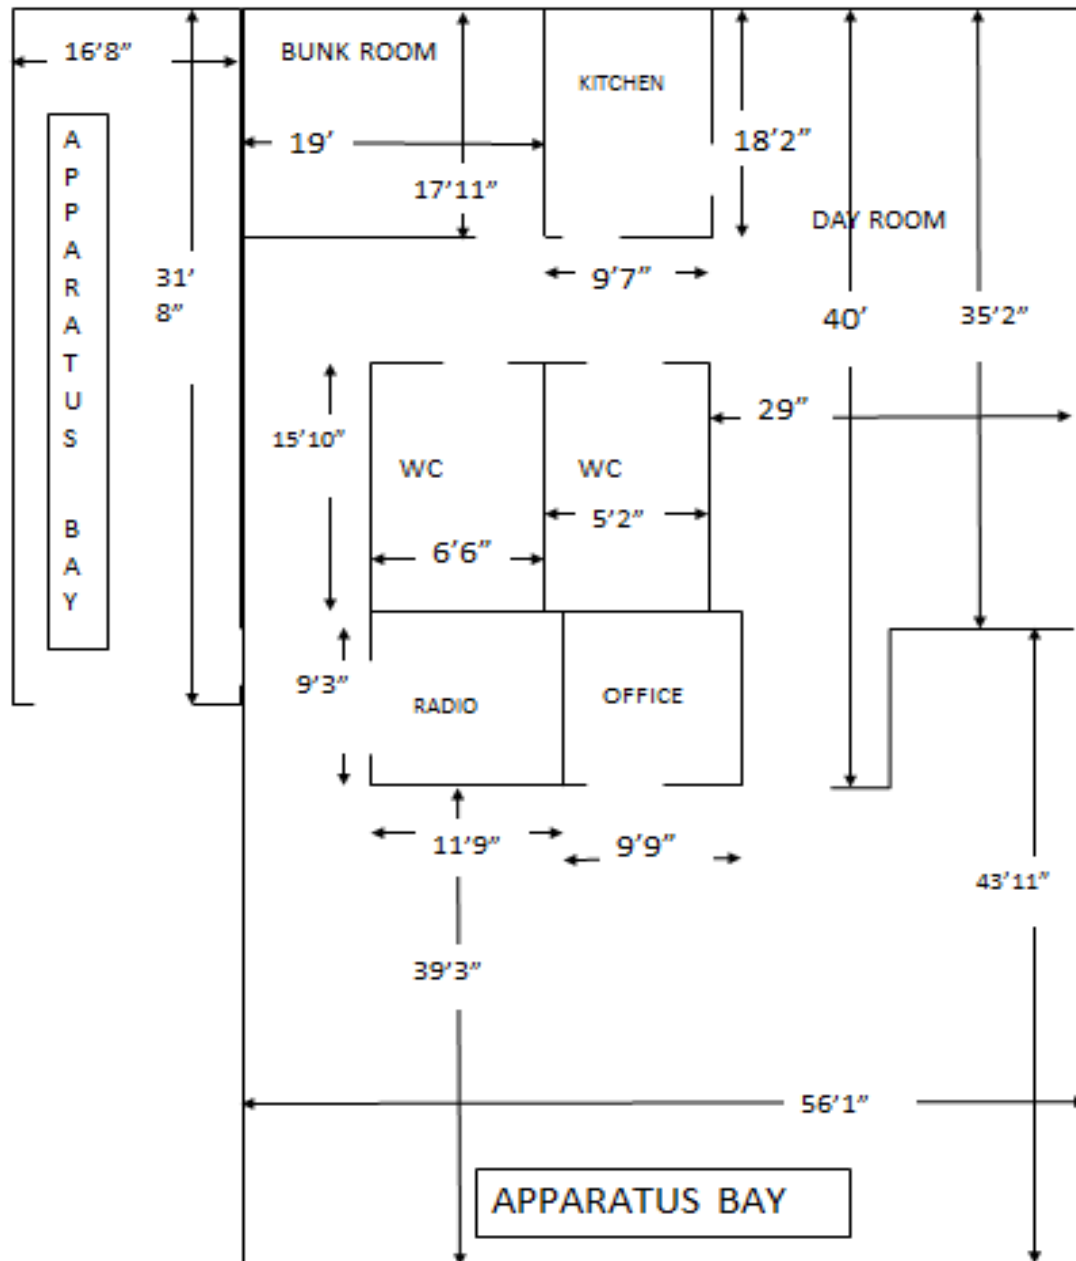 16’8”
BUNK ROOM
KITCHEN
19’
18’2”
17’11”
DAY ROOM
A
P
P
A
R
A
T
U
S
B
A
Y
31’
8”
9’7”
40’
35’2”
29”
15’10”
WC
WC
5’2”
6’6”
9’3”
RADIO
OFFICE
11’9”
9’9”
43’11”
39’3”
56’1”
APPARATUS BAY